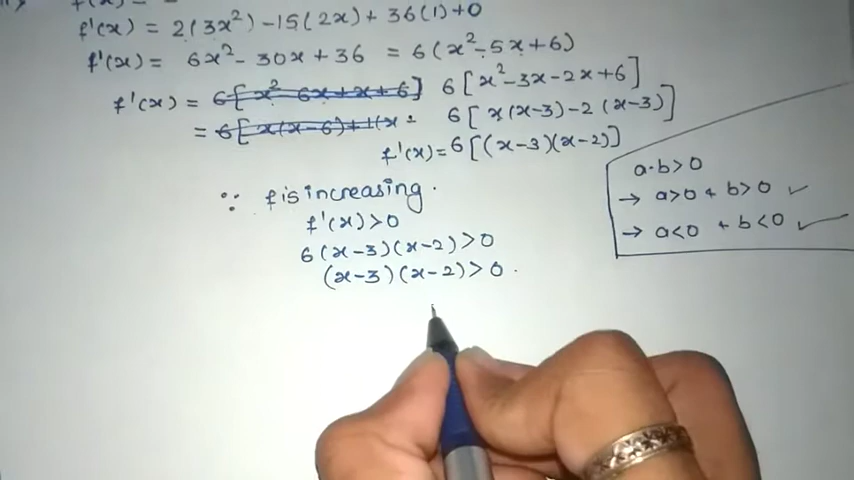 f'(x) = 2(3x²) - 15(2x) + 36(1) + 0
f'(x) = 6x² - 30x + 36 = 6(x² - 5x + 6)
f'(x) = 6[x² - 6x + x + 6] 6[x² - 3x - 2x + 6]
= 6[x(x-6) + 1(x = 6[x(x-3) - 2(x-3)]
f'(x) = 6[(x-3)(x-2)]
∵ f is increasing.
f'(x) > 0
6(x-3)(x-2) > 0
(x-3)(x-2) > 0.
a·b > 0
→ a>0 + b>0 ✓
→ a<0 + b<0 ✓